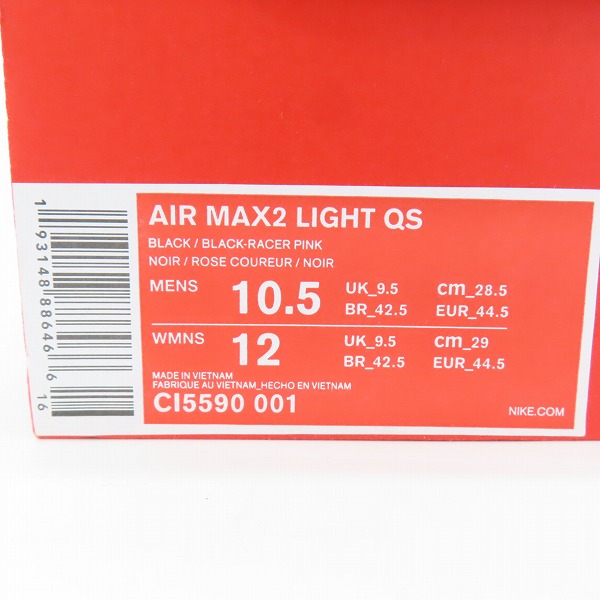 AIR MAX2 LIGHT QS
BLACK / BLACK-RACER PINK
NOIR / ROSE COUREUR / NOIR
MENS 10.5 UK_9.5 cm_28.5
BR_42.5 EUR_44.5
WMNS 12 UK_9.5 cm_29
BR_42.5 EUR_44.5
MADE IN VIETNAM
FABRIQUE AU VIETNAM_HECHO EN VIETNAM
CI5590 001
NIKE.COM
1 93148 88646 6 16